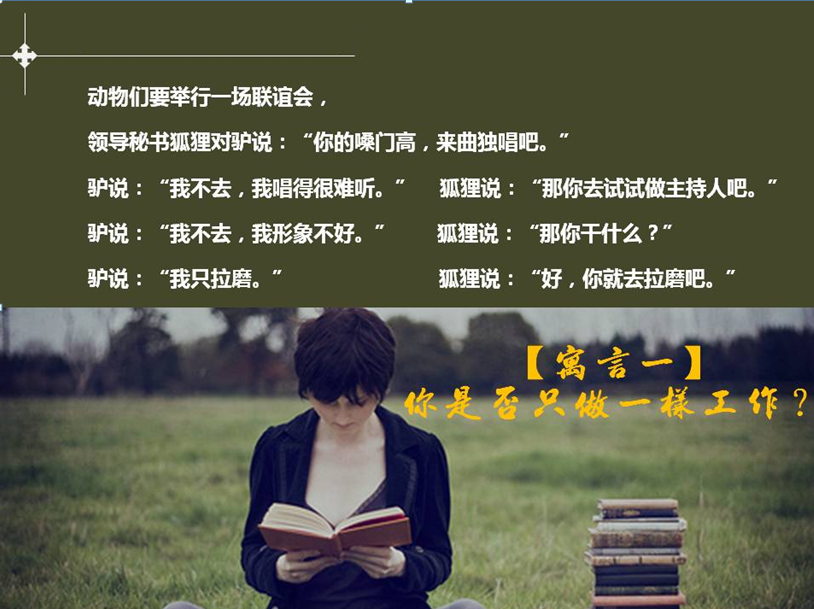 动物们要举行一场联谊会，
领导秘书狐狸对驴说：“你的嗓门高，来曲独唱吧。”
驴说：“我不去，我唱得很难听。” 狐狸说：“那你去试试做主持人吧。”
驴说：“我不去，我形象不好。” 狐狸说：“那你干什么？”
驴说：“我只拉磨。” 狐狸说：“好，你就去拉磨吧。”
【寓言一】
你是否只做一樣工作？